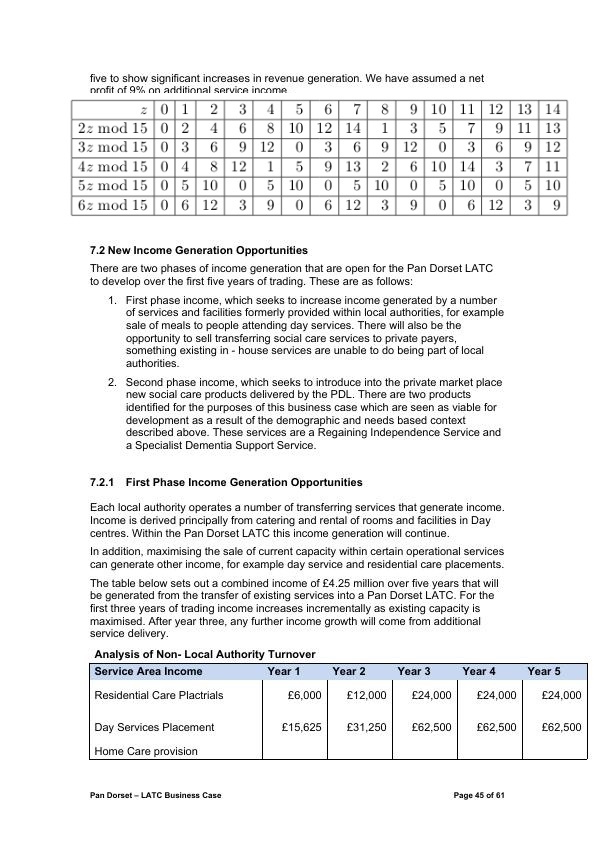 five to show significant increases in revenue generation. We have assumed a net
profit of 9% on additional service income
z 0 1 2 3 4 5 6 7 8 9 10 11 12 13 14
2z mod 15 0 2 4 6 8 10 12 14 1 3 5 7 9 11 13
3z mod 15 0 3 6 9 12 0 3 6 9 12 0 3 6 9 12
4z mod 15 0 4 8 12 1 5 9 13 2 6 10 14 3 7 11
5z mod 15 0 5 10 0 5 10 0 5 10 0 5 10 0 5 10
6z mod 15 0 6 12 3 9 0 6 12 3 9 0 6 12 3 9
7.2 New Income Generation Opportunities
There are two phases of income generation that are open for the Pan Dorset LATC
to develop over the first five years of trading. These are as follows:
1. First phase income, which seeks to increase income generated by a number
of services and facilities formerly provided within local authorities, for example
sale of meals to people attending day services. There will also be the
opportunity to sell transferring social care services to private payers,
something existing in - house services are unable to do being part of local
authorities.
2. Second phase income, which seeks to introduce into the private market place
new social care products delivered by the PDL. There are two products
identified for the purposes of this business case which are seen as viable for
development as a result of the demographic and needs based context
described above. These services are a Regaining Independence Service and
a Specialist Dementia Support Service.
7.2.1 First Phase Income Generation Opportunities
Each local authority operates a number of transferring services that generate income.
Income is derived principally from catering and rental of rooms and facilities in Day
centres. Within the Pan Dorset LATC this income generation will continue.
In addition, maximising the sale of current capacity within certain operational services
can generate other income, for example day service and residential care placements.
The table below sets out a combined income of £4.25 million over five years that will
be generated from the transfer of existing services into a Pan Dorset LATC. For the
first three years of trading income increases incrementally as existing capacity is
maximised. After year three, any further income growth will come from additional
service delivery.
Analysis of Non- Local Authority Turnover
Service Area Income Year 1 Year 2 Year 3 Year 4 Year 5
Residential Care Plactrials £6,000 £12,000 £24,000 £24,000 £24,000
Day Services Placement £15,625 £31,250 £62,500 £62,500 £62,500
Home Care provision
Pan Dorset – LATC Business Case Page 45 of 61